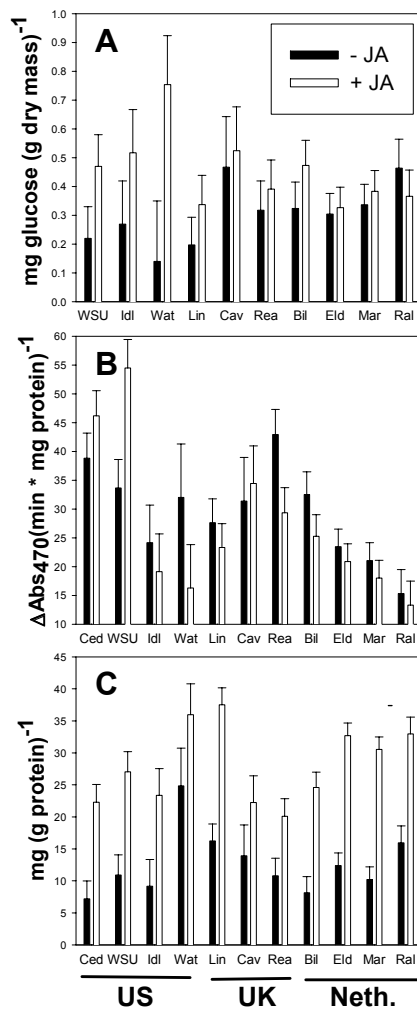 A
- JA
+ JA
mg glucose (g dry mass)-1
1.0
0.9
0.8
0.7
0.6
0.5
0.4
0.3
0.2
0.1
0.0
WSU Idl Wat Lin Cav Rea Bil Eld Mar Ral
B
ΔAbs470(min * mg protein)-1
60
55
50
45
40
35
30
25
20
15
10
Ced WSU Idl Wat Lin Cav Rea Bil Eld Mar Ral
C
mg (g protein)-1
45
40
35
30
25
20
15
10
5
0
Ced WSU Idl Wat Lin Cav Rea Bil Eld Mar Ral
US UK Neth.